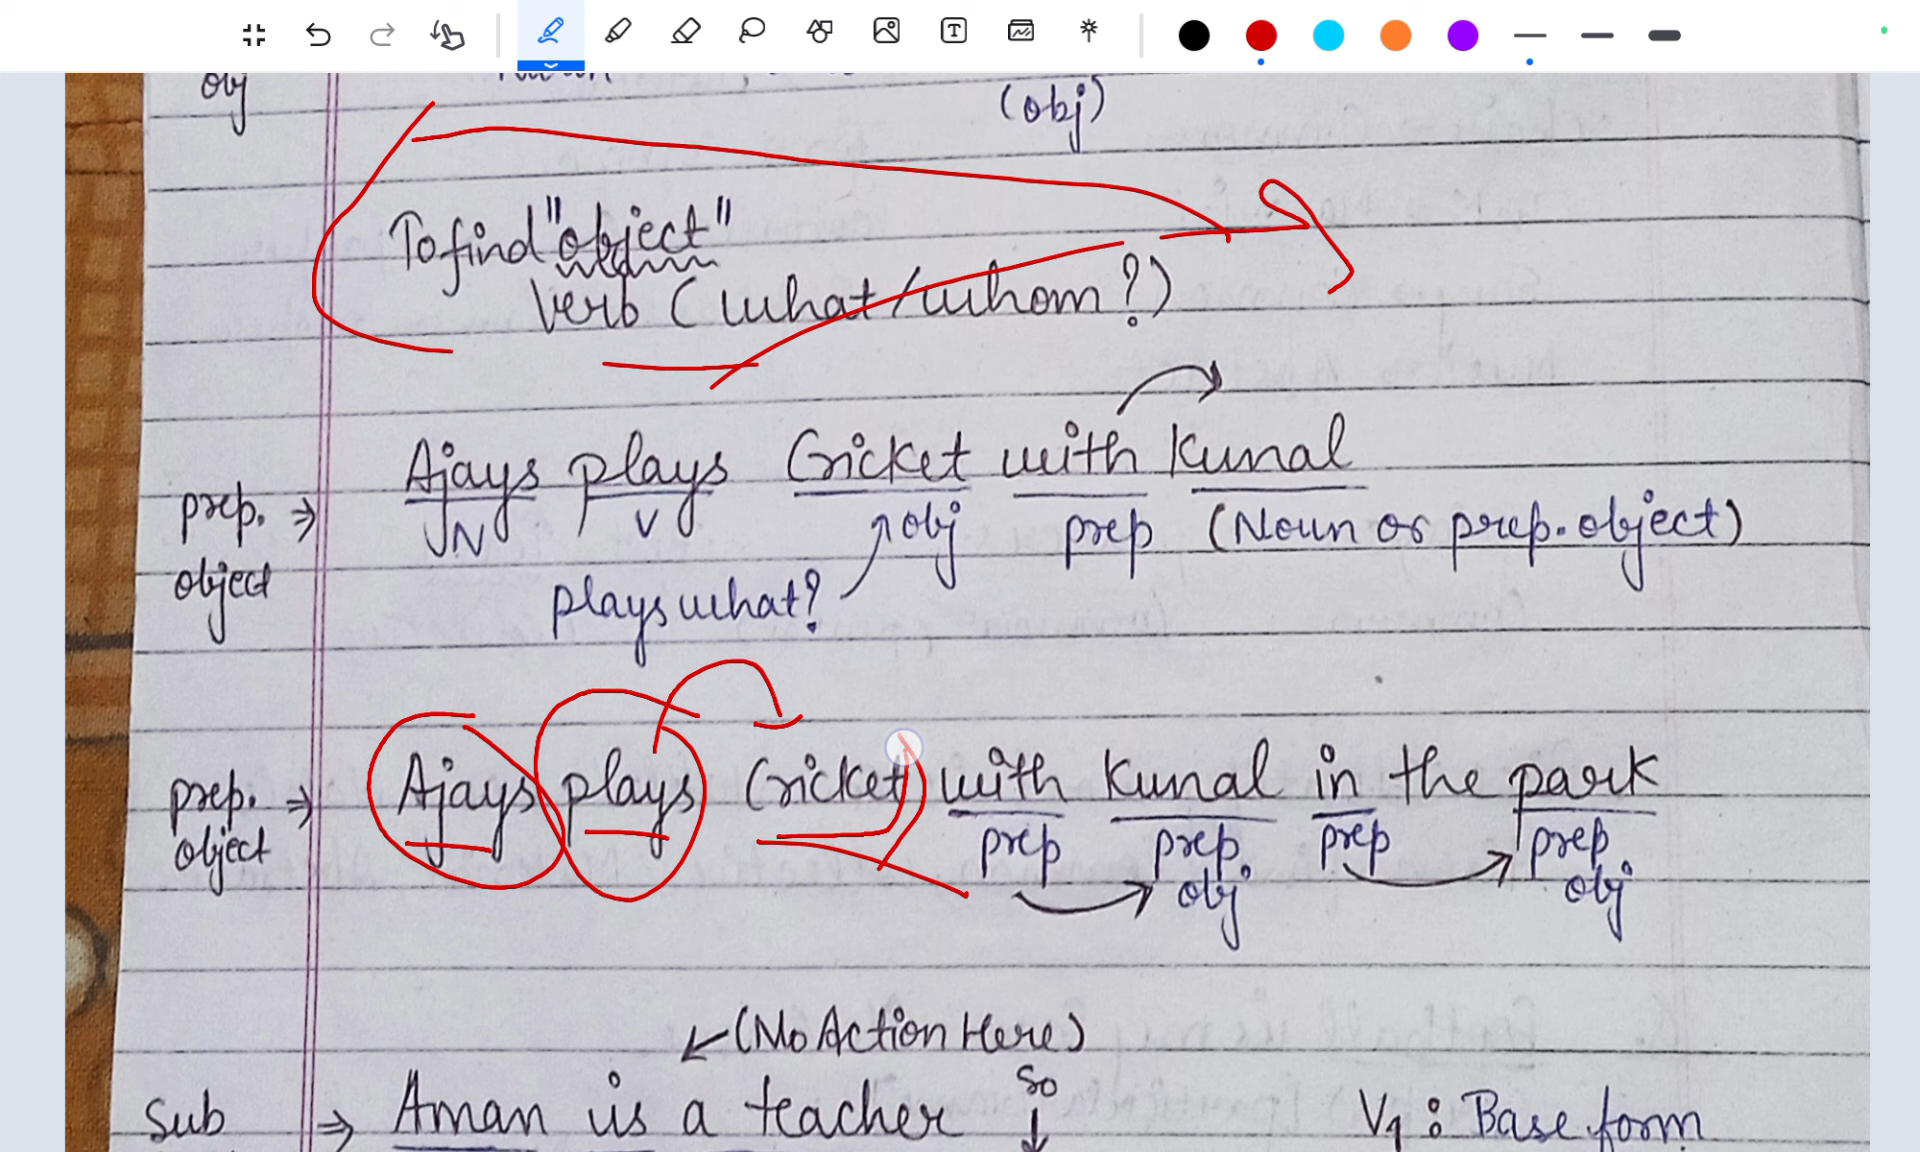 obj
(obj)
To find "object"
Verb (what/whom?)
Ajays plays Cricket with Kunal
prep. ⇒ N V obj prep (Noun or prep. object)
object plays what?
Ajays plays Cricket with Kunal in the park
prep. ⇒ prep prep. prep prep
object obj obj.
(No Action Here)
so
Sub ⇒ Aman is a teacher V1 : Base form